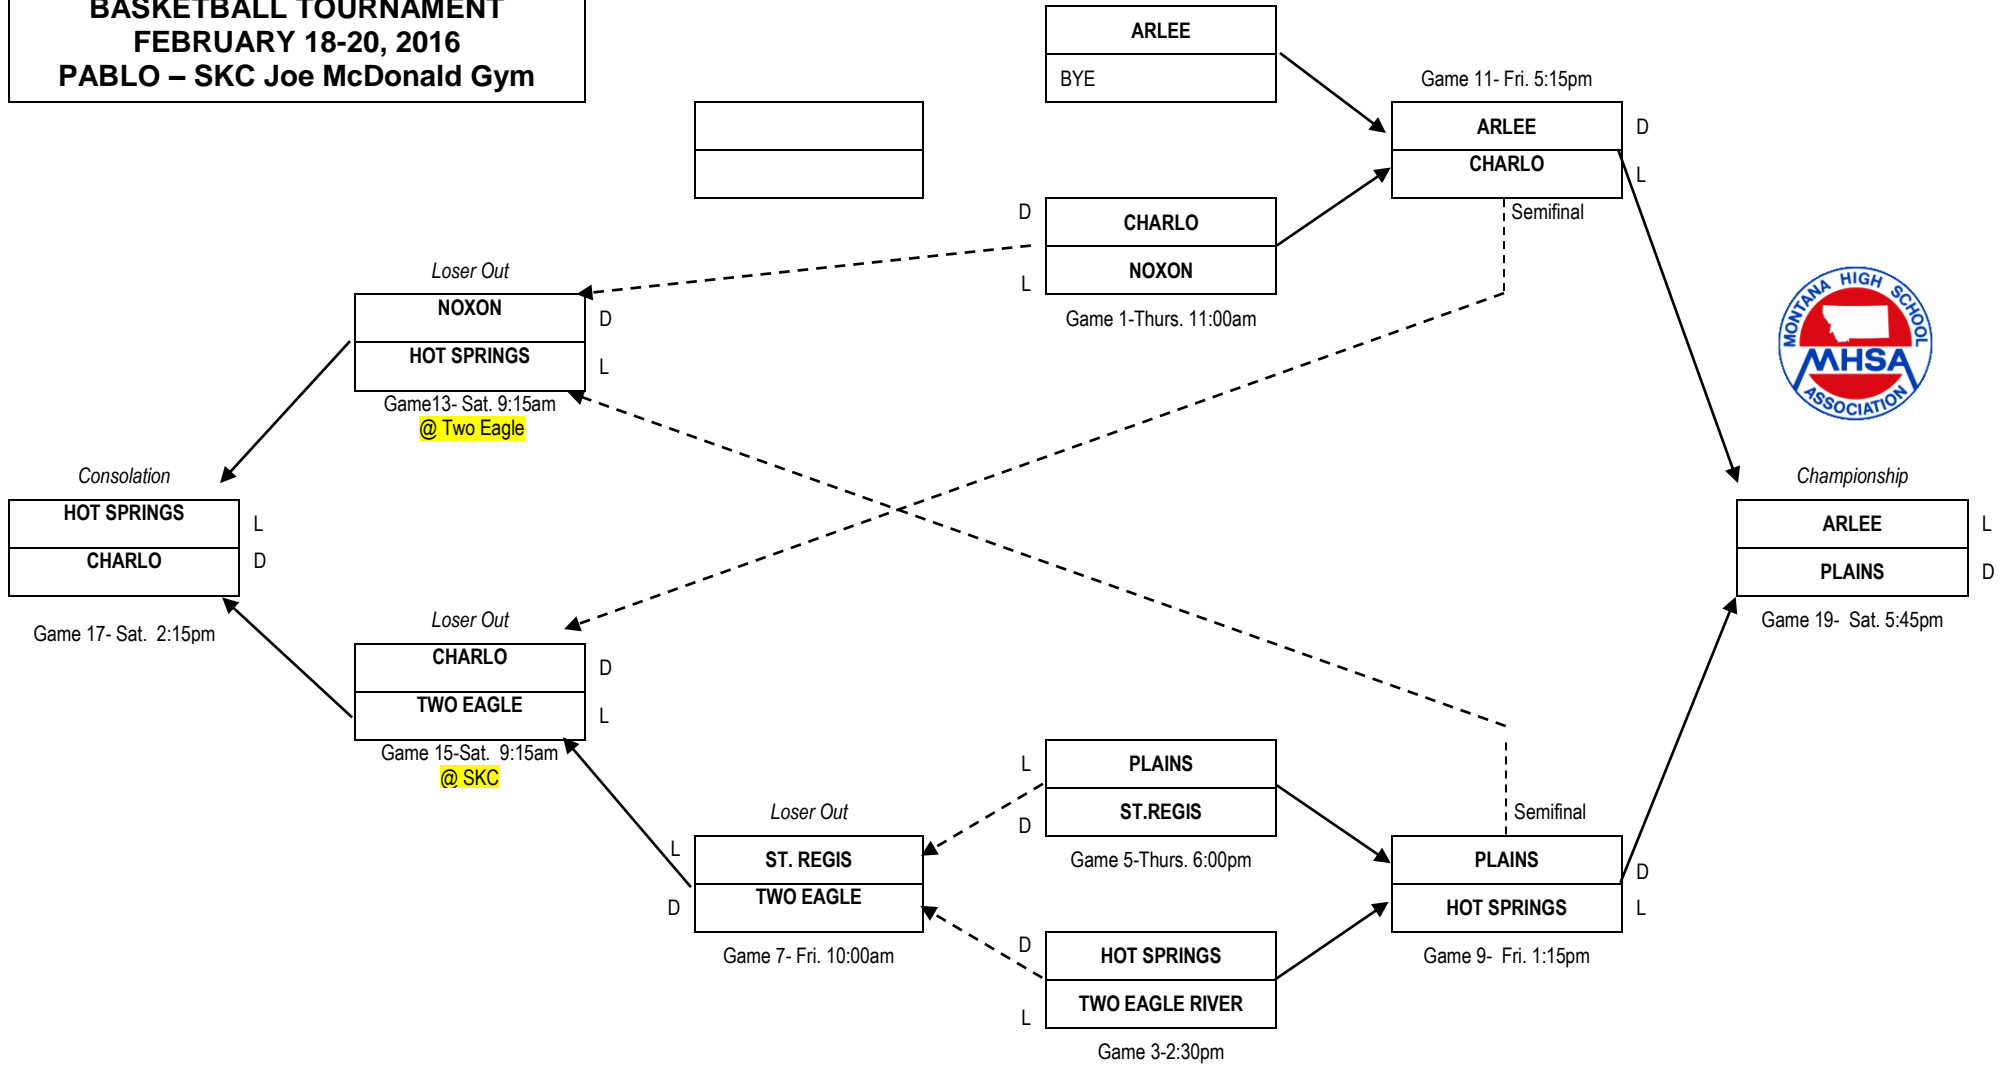 BASKETBALL TOURNAMENT
FEBRUARY 18-20, 2016
PABLO – SKC Joe McDonald Gym
ARLEE
BYE
Game 11- Fri. 5:15pm
ARLEE
D
CHARLO
L
Semifinal
D
CHARLO
NOXON
L
Game 1-Thurs. 11:00am
Loser Out
NOXON
D
HOT SPRINGS
L
Game13- Sat. 9:15am
@ Two Eagle
MONTANA HIGH SCHOOL
MHSA
ASSOCIATION
Consolation
HOT SPRINGS
L
CHARLO
D
Game 17- Sat. 2:15pm
Championship
ARLEE
L
PLAINS
D
Game 19- Sat. 5:45pm
Loser Out
CHARLO
D
TWO EAGLE
L
Game 15-Sat. 9:15am
@ SKC
Loser Out
L
ST. REGIS
D
TWO EAGLE
Game 7- Fri. 10:00am
L
PLAINS
D
ST.REGIS
Game 5-Thurs. 6:00pm
Semifinal
PLAINS
D
HOT SPRINGS
L
Game 9- Fri. 1:15pm
D
HOT SPRINGS
TWO EAGLE RIVER
L
Game 3-2:30pm